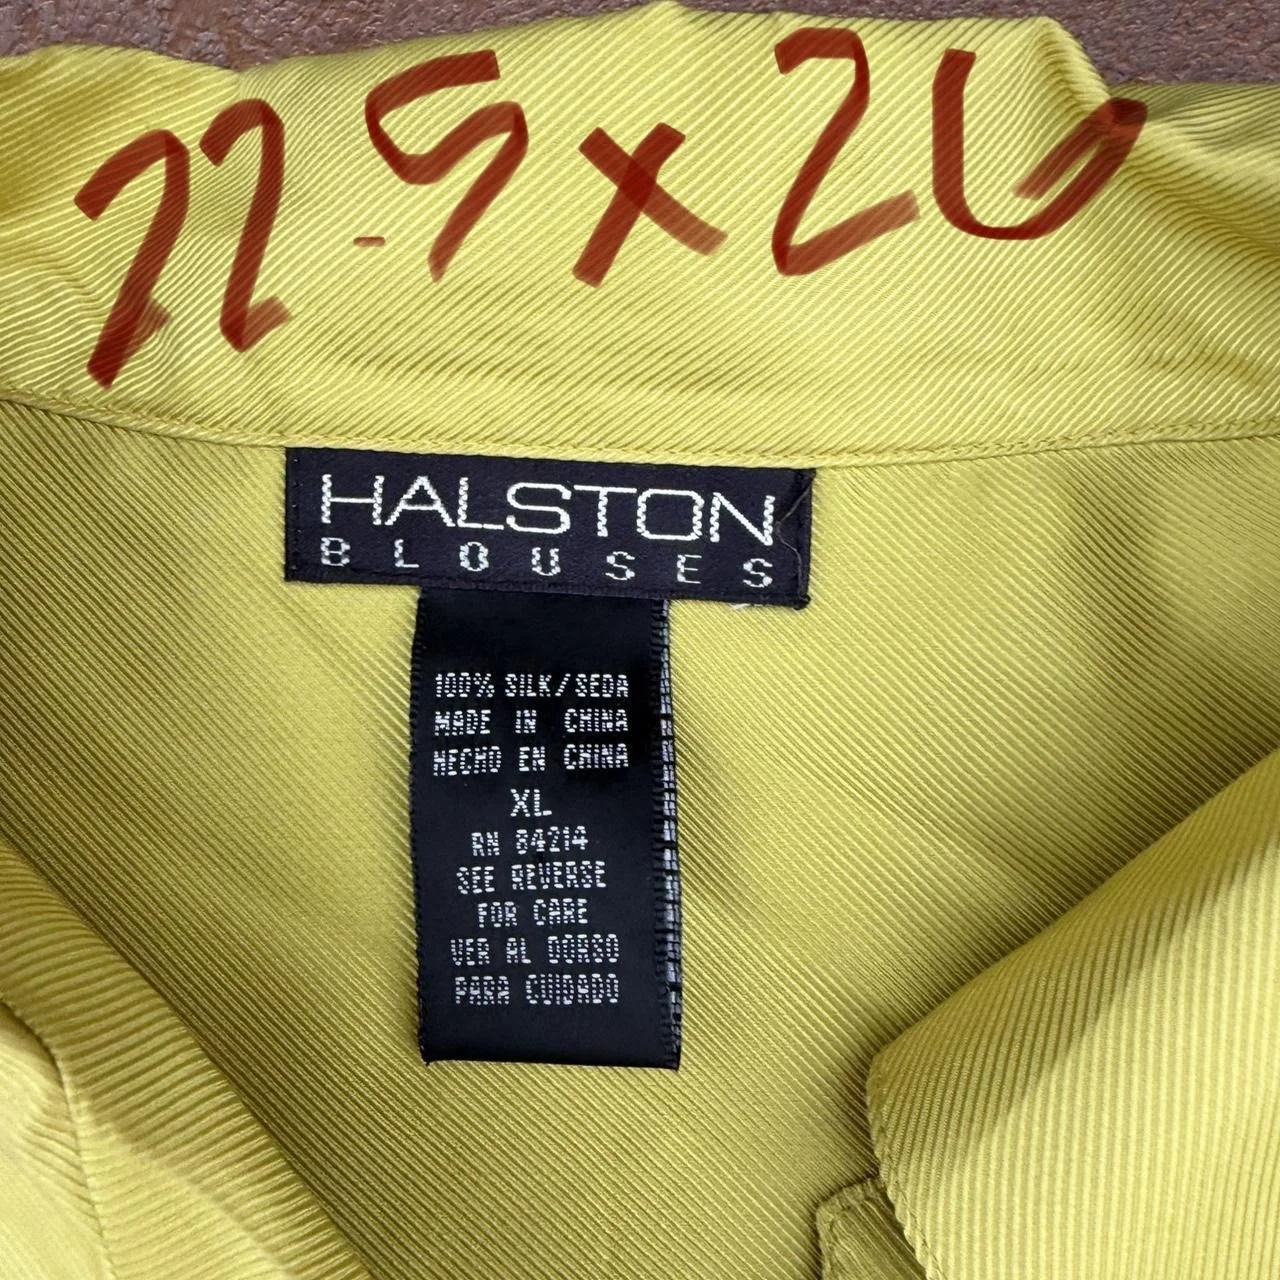 22.5x26
HALSTON
BLOUSES
100% SILK/SEDA
MADE IN CHINA
HECHO EN CHINA
XL
RN 84214
SEE REVERSE
FOR CARE
VER AL DORSO
PARA CUIDADO